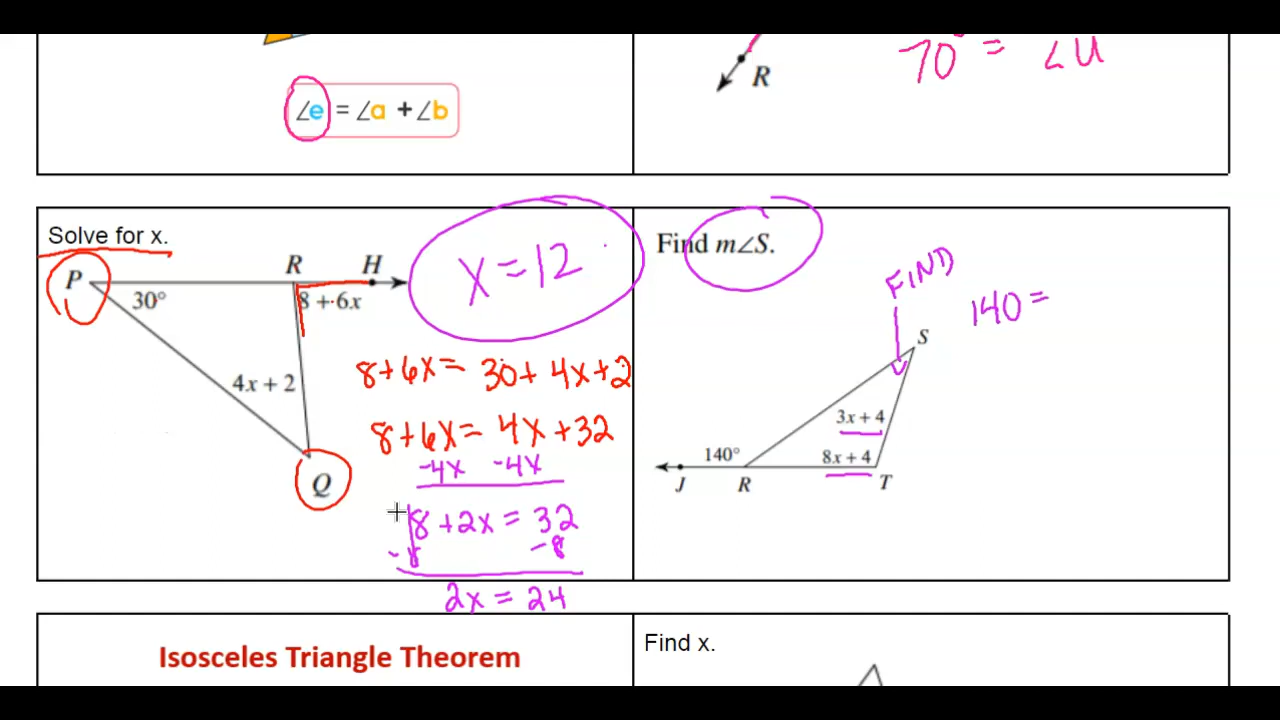 ∠e = ∠a + ∠b
R
70° = ∠U
Solve for x.
P
R
H
30°
8 + 6x
4x + 2
Q
x = 12
8 + 6x = 30 + 4x + 2
8 + 6x = 4x + 32
-4x -4x
8 + 2x = 32
-8 -8
2x = 24
Find m∠S.
FIND
140 =
S
3x + 4
140°
8x + 4
J
R
T
Isosceles Triangle Theorem
Find x.